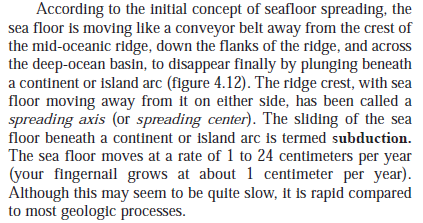 According to the initial concept of seafloor spreading, the
sea floor is moving like a conveyor belt away from the crest of
the mid-oceanic ridge, down the flanks of the ridge, and across
the deep-ocean basin, to disappear finally by plunging beneath
a continent or island arc (figure 4.12). The ridge crest, with sea
floor moving away from it on either side, has been called a
spreading axis (or spreading center). The sliding of the sea
floor beneath a continent or island arc is termed subduction.
The sea floor moves at a rate of 1 to 24 centimeters per year
(your fingernail grows at about 1 centimeter per year).
Although this may seem to be quite slow, it is rapid compared
to most geologic processes.